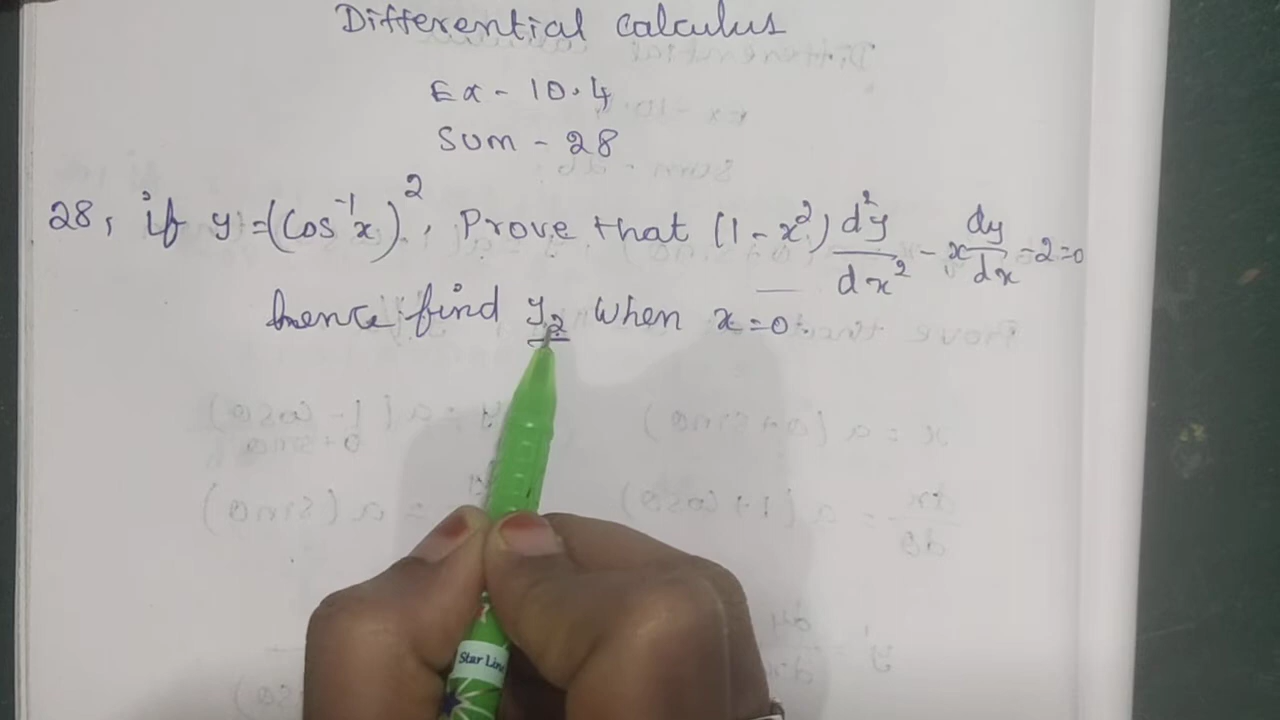 Differential calculus
Ex - 10.4
Sum - 28
28, if y = (cos⁻¹x)², Prove that (1-x²) d²y/dx² - x dy/dx - 2 = 0
hence find y₂ when x = 0.
Star Line